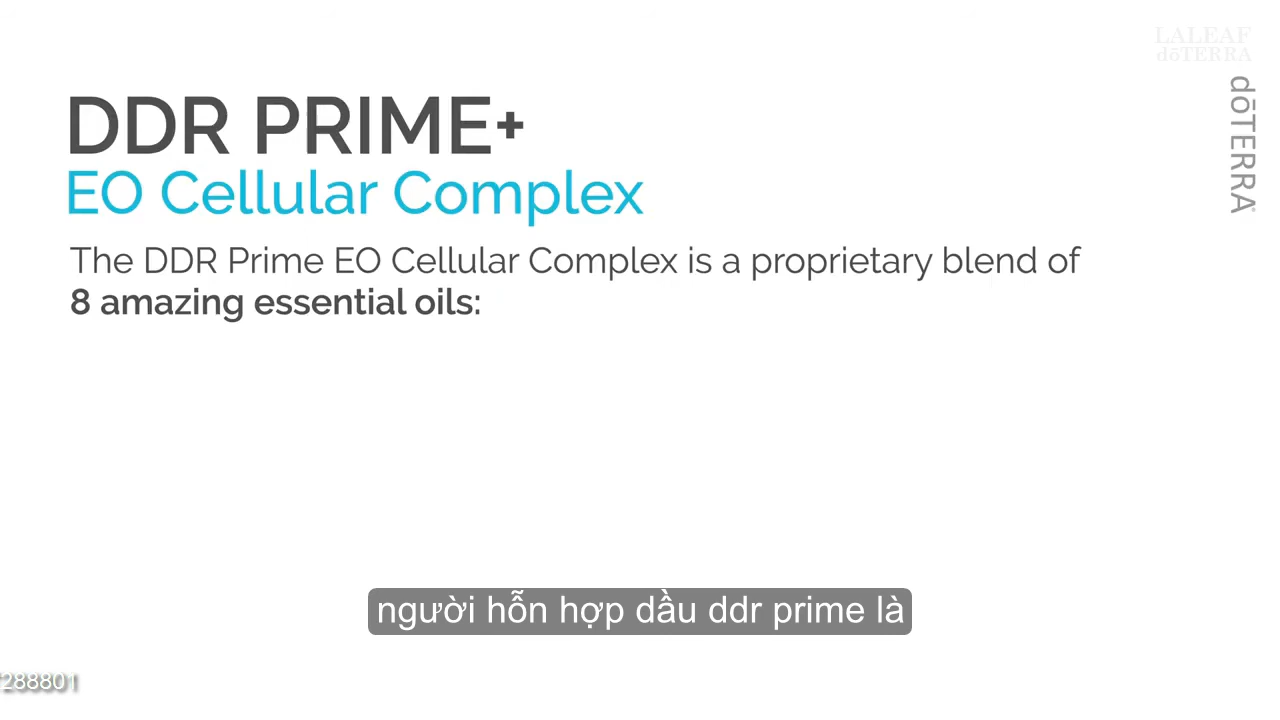 LALEAF
dōTERRA
dōTERRA
DDR PRIME+
EO Cellular Complex
The DDR Prime EO Cellular Complex is a proprietary blend of
8 amazing essential oils:
người hỗn hợp dầu ddr prime là
288801